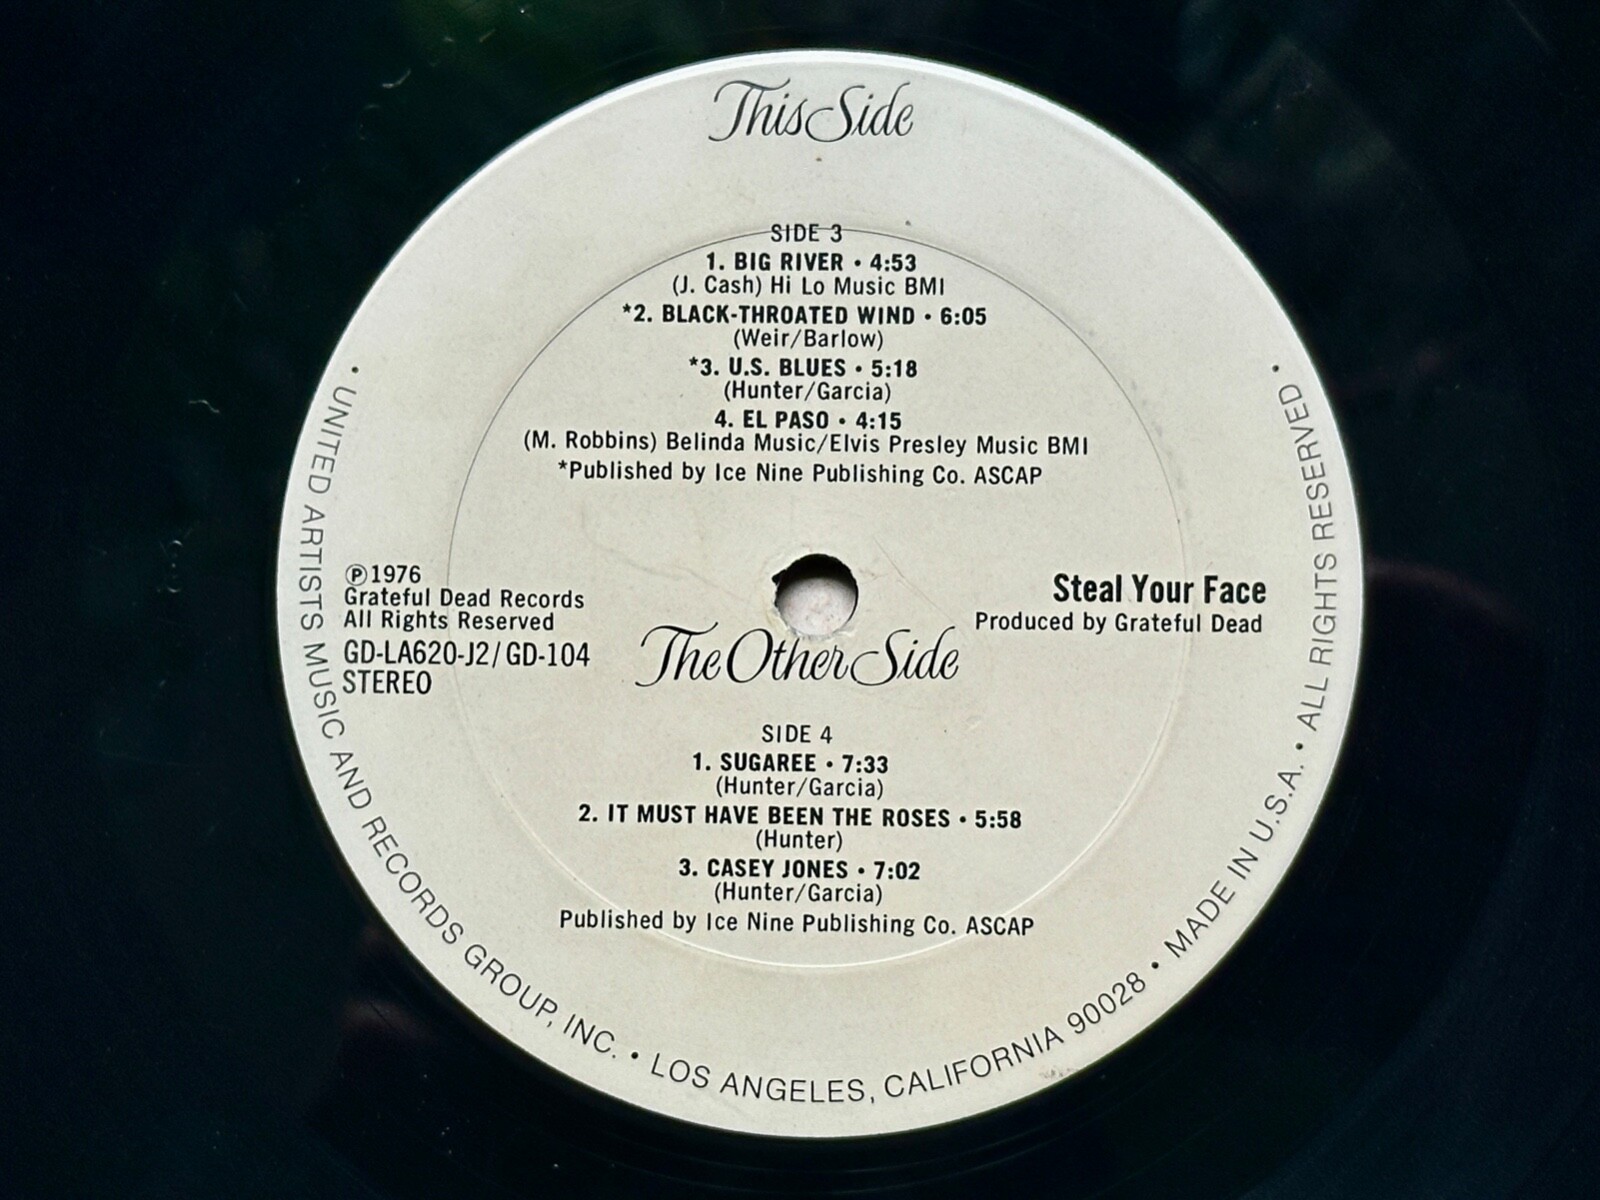 This Side
SIDE 3
1. BIG RIVER • 4:53
(J. Cash) Hi Lo Music BMI
*2. BLACK-THROATED WIND • 6:05
(Weir/Barlow)
*3. U.S. BLUES • 5:18
(Hunter/Garcia)
4. EL PASO • 4:15
(M. Robbins) Belinda Music/Elvis Presley Music BMI
*Published by Ice Nine Publishing Co. ASCAP
℗1976
Grateful Dead Records
All Rights Reserved
GD-LA620-J2/GD-104
STEREO
Steal Your Face
Produced by Grateful Dead
The Other Side
SIDE 4
1. SUGAREE • 7:33
(Hunter/Garcia)
2. IT MUST HAVE BEEN THE ROSES • 5:58
(Hunter)
3. CASEY JONES • 7:02
(Hunter/Garcia)
Published by Ice Nine Publishing Co. ASCAP
• UNITED ARTISTS MUSIC AND RECORDS GROUP, INC. • LOS ANGELES, CALIFORNIA 90028 • MADE IN U.S.A. • ALL RIGHTS RESERVED •